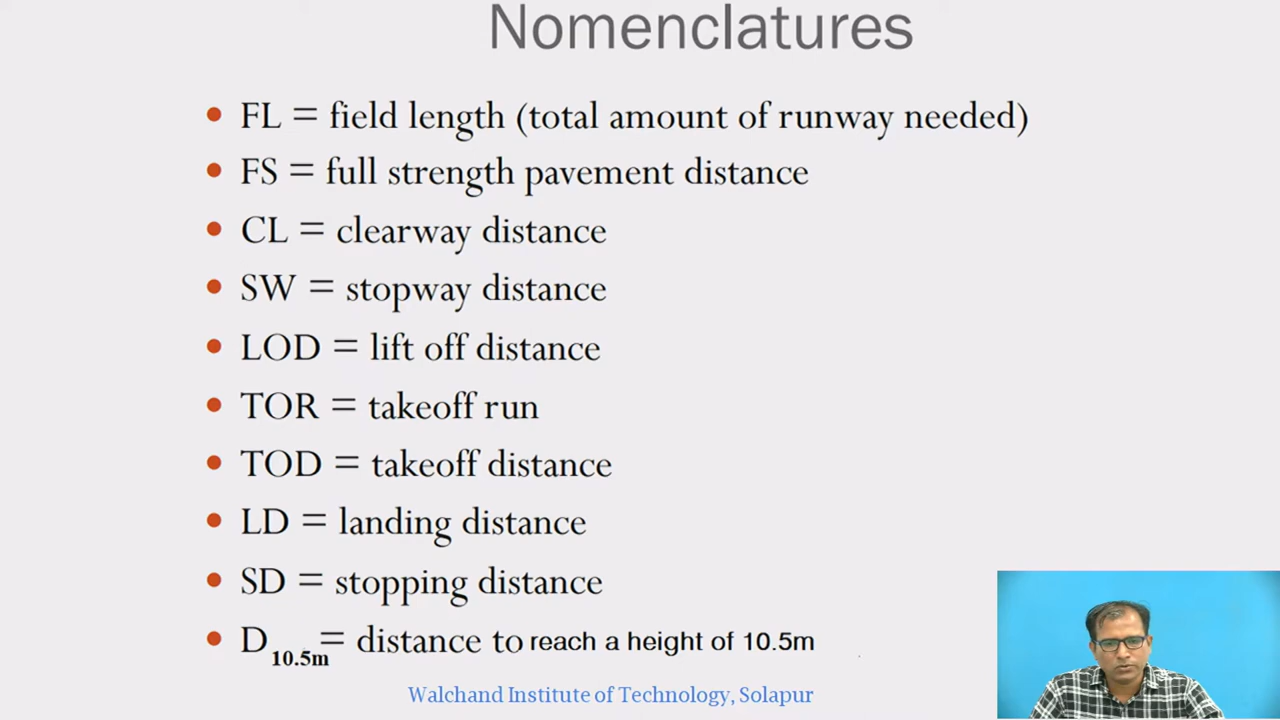 Nomenclatures
• FL = field length (total amount of runway needed)
• FS = full strength pavement distance
• CL = clearway distance
• SW = stopway distance
• LOD = lift off distance
• TOR = takeoff run
• TOD = takeoff distance
• LD = landing distance
• SD = stopping distance
• D 10.5m = distance to reach a height of 10.5m
Walchand Institute of Technology, Solapur